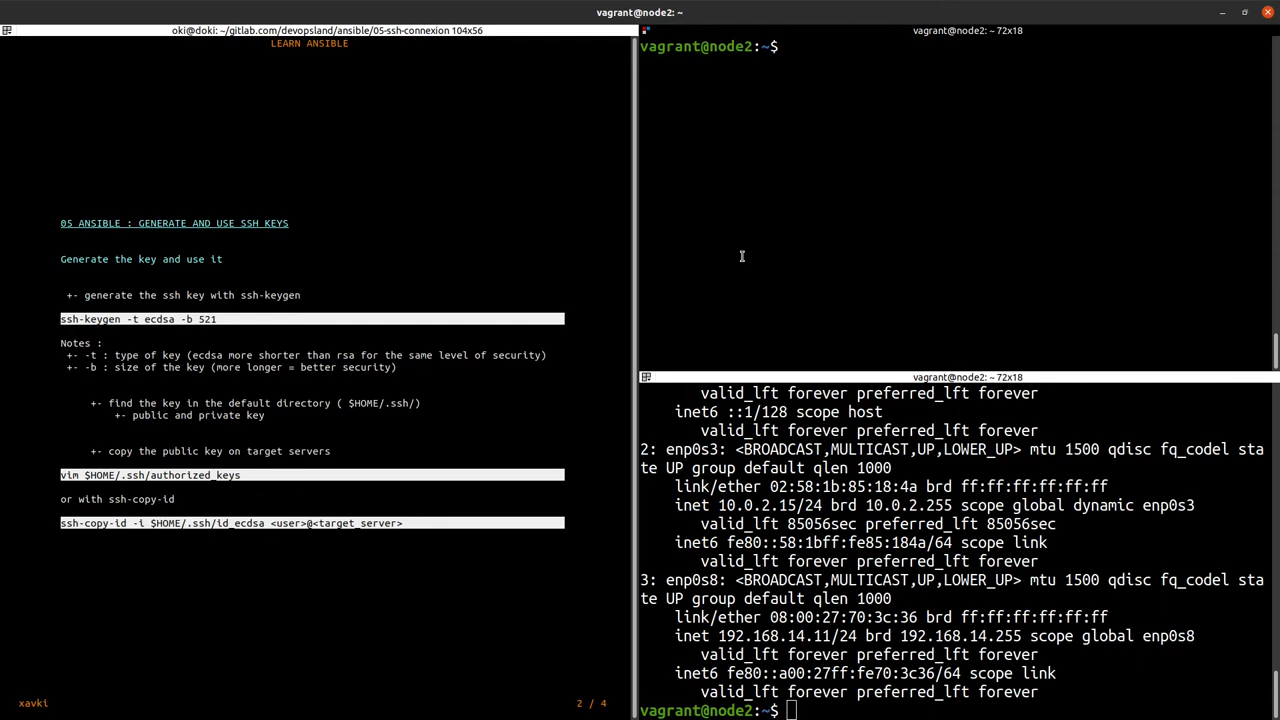 vagrant@node2: ~
oki@doki: ~/gitlab.com/devopsland/ansible/05-ssh-connexion 104x56
LEARN ANSIBLE
05 ANSIBLE : GENERATE AND USE SSH KEYS
Generate the key and use it
+- generate the ssh key with ssh-keygen
ssh-keygen -t ecdsa -b 521
Notes :
+- -t : type of key (ecdsa more shorter than rsa for the same level of security)
+- -b : size of the key (more longer = better security)
+- find the key in the default directory ( $HOME/.ssh/)
+- public and private key
+- copy the public key on target servers
vim $HOME/.ssh/authorized_keys
or with ssh-copy-id
ssh-copy-id -i $HOME/.ssh/id_ecdsa <user>@<target_server>
xavki
2 / 4
vagrant@node2: ~ 72x18
vagrant@node2:~$
vagrant@node2: ~ 72x18
valid_lft forever preferred_lft forever
inet6 ::1/128 scope host
valid_lft forever preferred_lft forever
2: enp0s3: <BROADCAST,MULTICAST,UP,LOWER_UP> mtu 1500 qdisc fq_codel sta
te UP group default qlen 1000
link/ether 02:58:1b:85:18:4a brd ff:ff:ff:ff:ff:ff
inet 10.0.2.15/24 brd 10.0.2.255 scope global dynamic enp0s3
valid_lft 85056sec preferred_lft 85056sec
inet6 fe80::58:1bff:fe85:184a/64 scope link
valid_lft forever preferred_lft forever
3: enp0s8: <BROADCAST,MULTICAST,UP,LOWER_UP> mtu 1500 qdisc fq_codel sta
te UP group default qlen 1000
link/ether 08:00:27:70:3c:36 brd ff:ff:ff:ff:ff:ff
inet 192.168.14.11/24 brd 192.168.14.255 scope global enp0s8
valid_lft forever preferred_lft forever
inet6 fe80::a00:27ff:fe70:3c36/64 scope link
valid_lft forever preferred_lft forever
vagrant@node2:~$